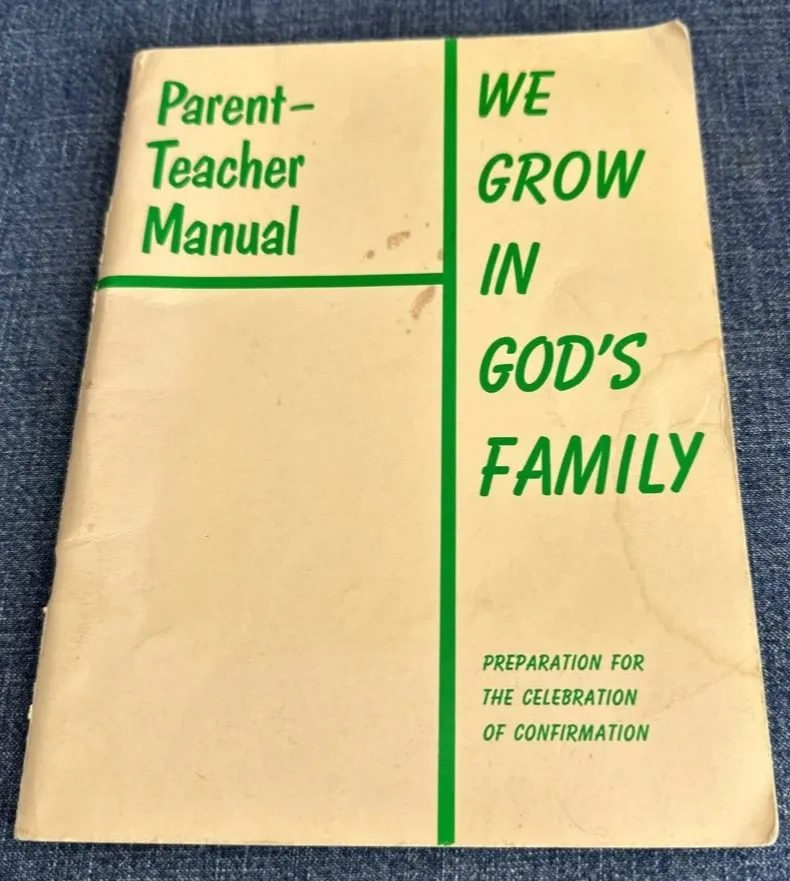 Parent-
Teacher
Manual
WE
GROW
IN
GOD'S
FAMILY
PREPARATION FOR
THE CELEBRATION
OF CONFIRMATION